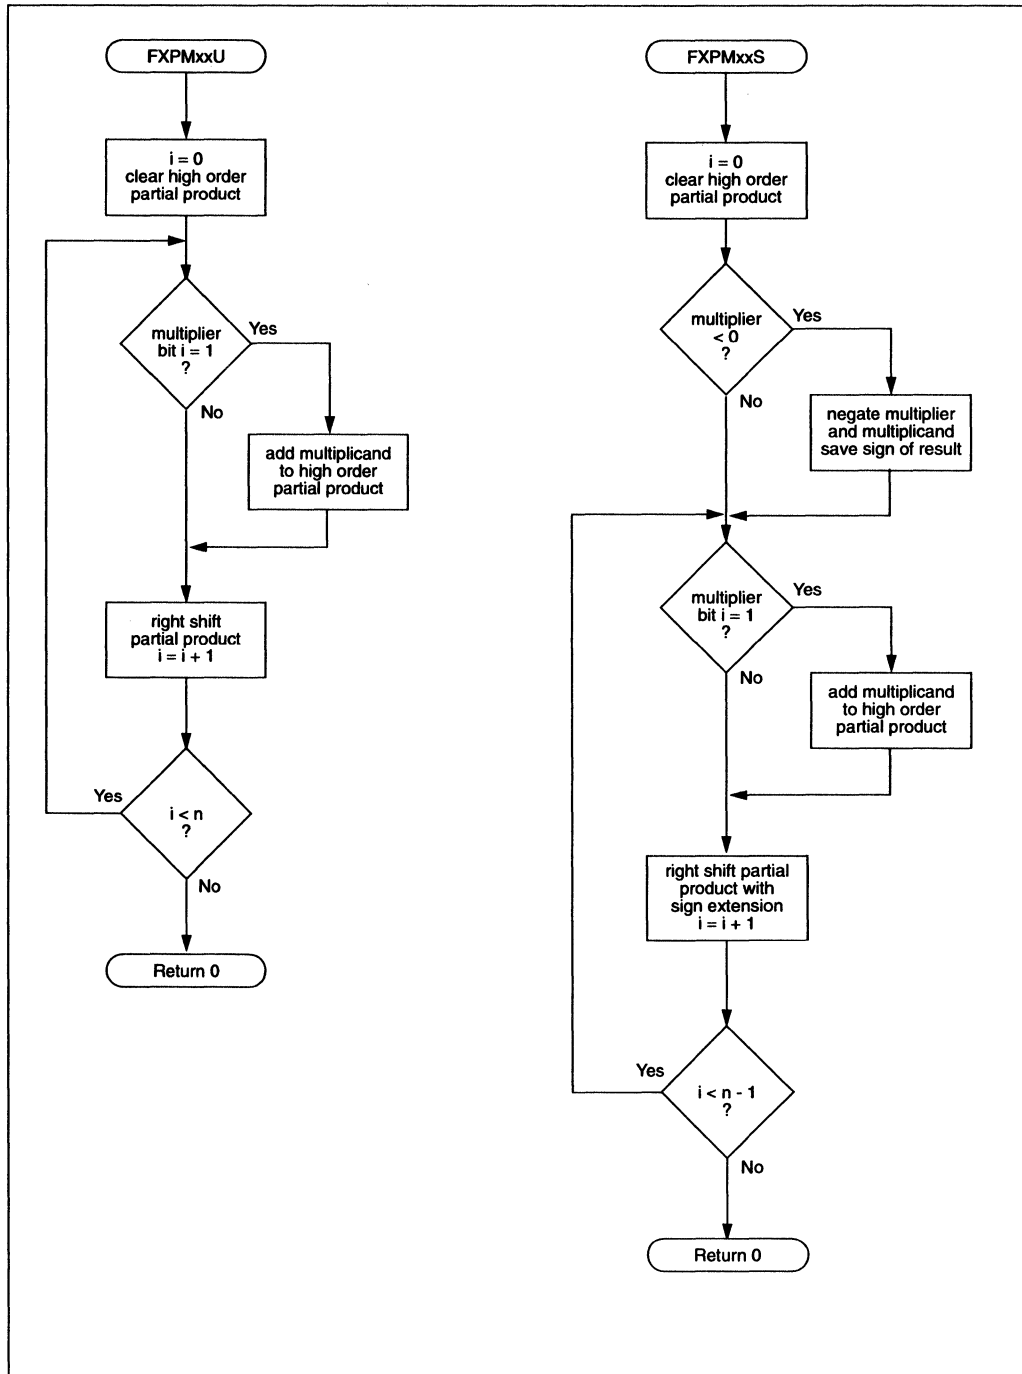 FXPMxxU
i = 0
clear high order
partial product
multiplier
bit i = 1
?
Yes
No
add multiplicand
to high order
partial product
right shift
partial product
i = i + 1
Yes
i < n
?
No
Return 0
FXPMxxS
i = 0
clear high order
partial product
multiplier
< 0
?
Yes
No
negate multiplier
and multiplicand
save sign of result
multiplier
bit i = 1
?
Yes
No
add multiplicand
to high order
partial product
right shift partial
product with
sign extension
i = i + 1
Yes
i < n - 1
?
No
Return 0